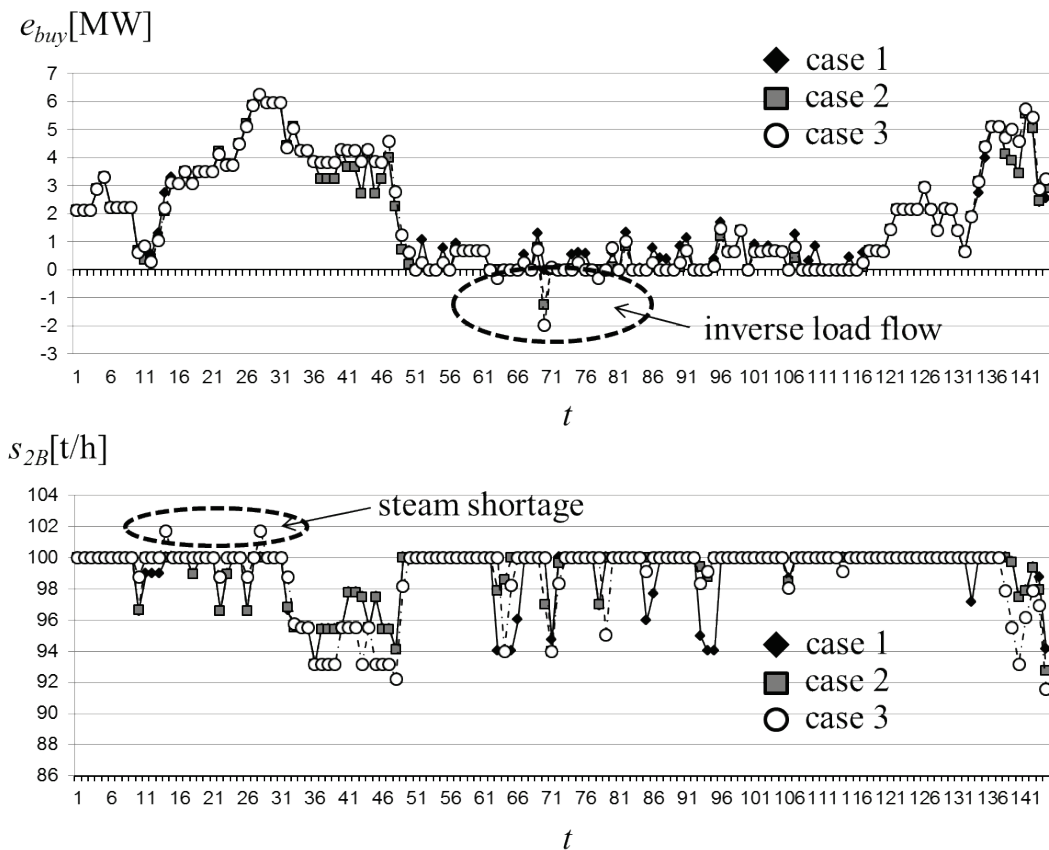 e_buy[MW]
case 1
case 2
case 3
7
6
5
4
3
2
1
0
-1
-2
-3
inverse load flow
1 6 11 16 21 26 31 36 41 46 51 56 61 66 71 76 81 86 91 96 101 106 111 116 121 126 131 136 141
t
s_2B[t/h]
104
102
100
98
96
94
92
90
88
86
steam shortage
case 1
case 2
case 3
1 6 11 16 21 26 31 36 41 46 51 56 61 66 71 76 81 86 91 96 101 106 111 116 121 126 131 136 141
t